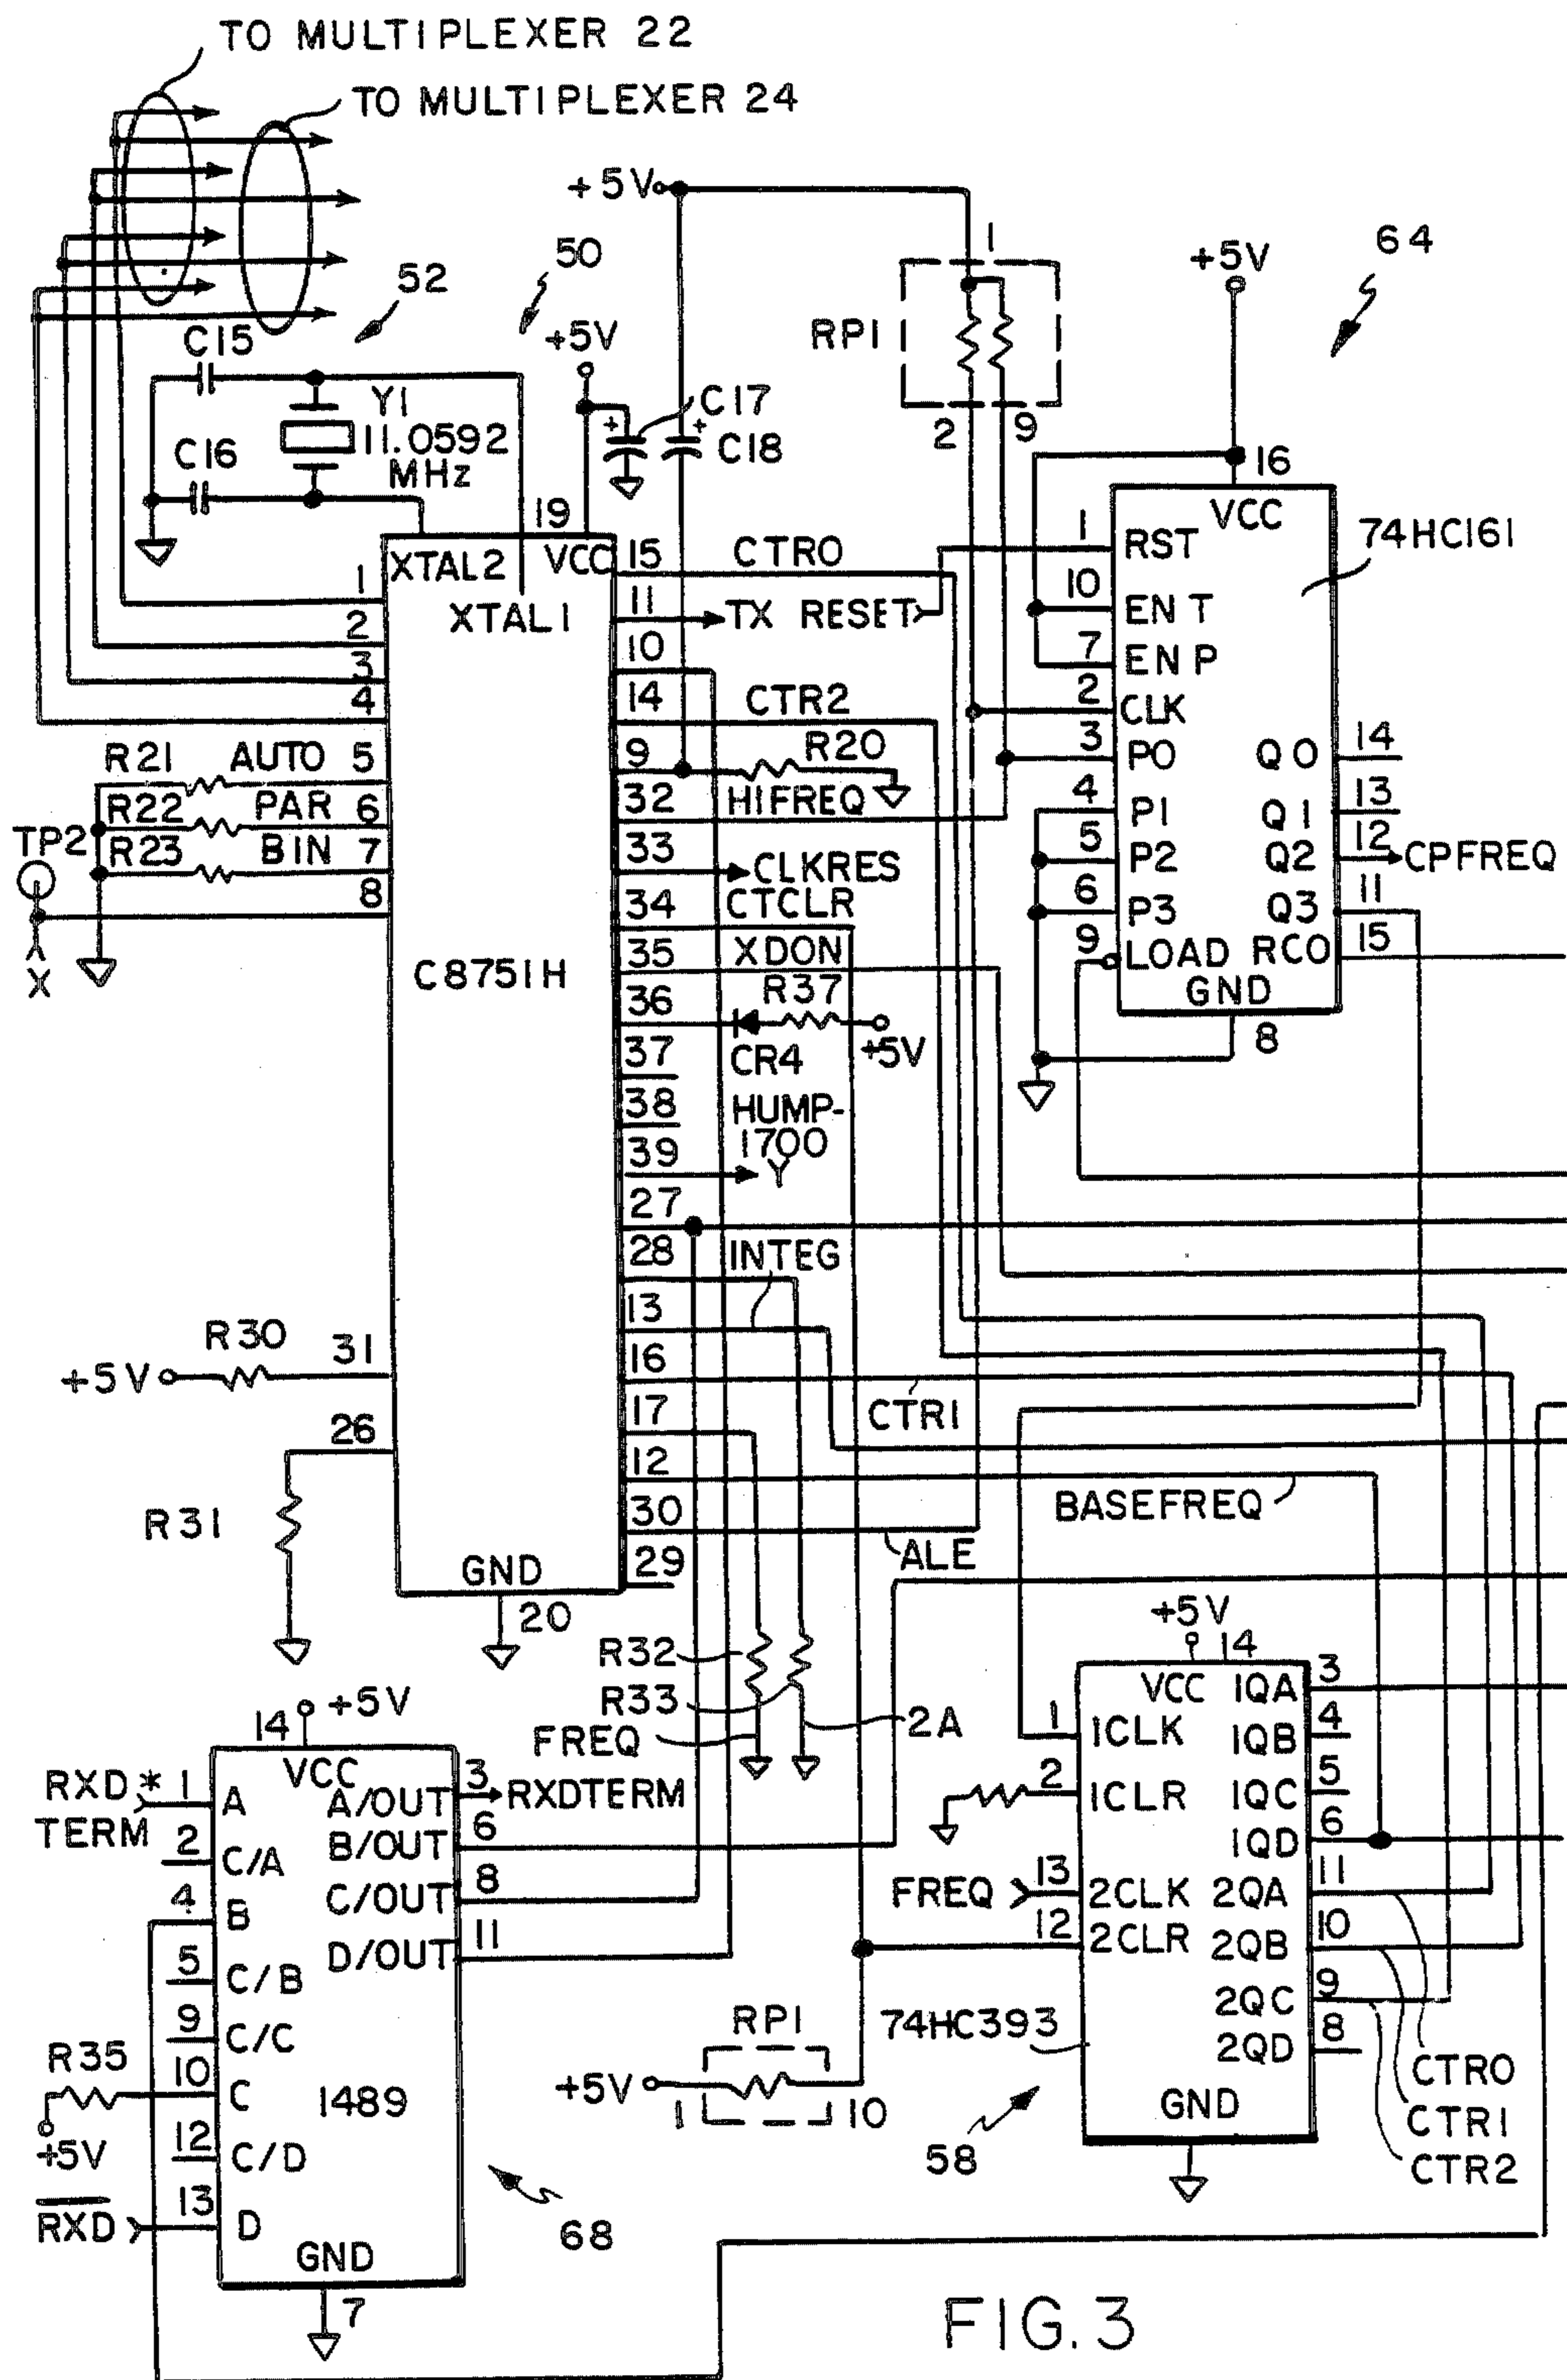 TO MULTIPLEXER 22
TO MULTIPLEXER 24
+5V
1
64
+5V
52
50
+5V
RP1
C15
Y1
11.0592
MHz
C16
C17
C18
2
9
19
16
VCC
74HC161
XTAL2
VCC
XTAL1
1
2
3
4
R21 AUTO 5
R22 PAR 6
R23 BIN 7
8
TP2
X
C8751H
15 CTR0
11 TX RESET
10
14 CTR2
9 R20
32 HIFREQ
33 CLKRES
34 CTCLR
35 XDON
36 R37
+5V
CR4
37
38 HUMP-
1700
39 Y
27
28 INTEG
13
16
CTR1
17
12
BASEFREQ
30
ALE
29
1 RST
10 ENT
7 ENP
2 CLK
3 P0 Q0 14
4 P1 Q1 13
5 P2 Q2 12 CPFREQ
6 P3 Q3 11
9 LOAD RCO 15
GND
8
R30
+5V
31
26
R31
GND
20
R32
R33
FREQ
2A
+5V
14
VCC
RXD*
TERM
1 A
2 C/A
4 B
5 C/B
9 C/C
R35
10 C
+5V
12 C/D
RXD
13 D
1489
A/OUT 3 RXDTERM
B/OUT 6
C/OUT 8
D/OUT 11
GND
7
68
RP1
+5V
1
10
+5V
14
VCC 1QA 3
1 1CLK 1QB 4
2 1CLR 1QC 5
1QD 6
FREQ 13 2CLK 2QA 11
12 2CLR 2QB 10
2QC 9
2QD 8
74HC393
GND
58
CTR0
CTR1
CTR2
FIG. 3